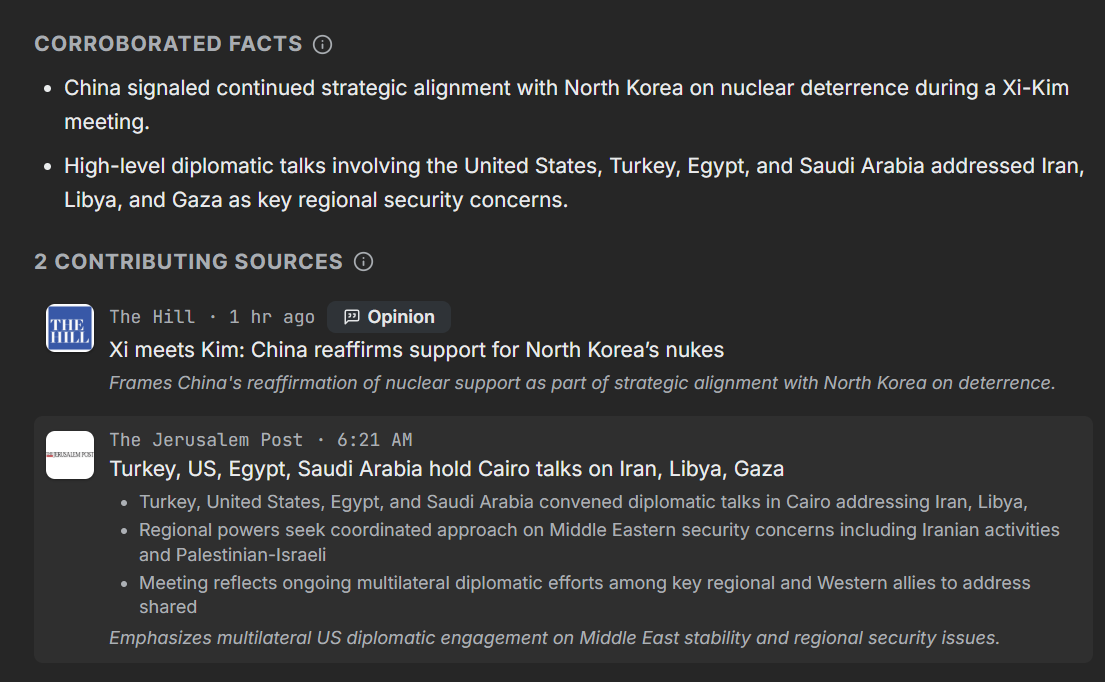 CORROBORATED FACTS
• China signaled continued strategic alignment with North Korea on nuclear deterrence during a Xi-Kim
meeting.
• High-level diplomatic talks involving the United States, Turkey, Egypt, and Saudi Arabia addressed Iran,
Libya, and Gaza as key regional security concerns.
2 CONTRIBUTING SOURCES
THE
HILL
The Hill · 1 hr ago Opinion
Xi meets Kim: China reaffirms support for North Korea’s nukes
Frames China's reaffirmation of nuclear support as part of strategic alignment with North Korea on deterrence.
JERUSALEM POST
The Jerusalem Post · 6:21 AM
Turkey, US, Egypt, Saudi Arabia hold Cairo talks on Iran, Libya, Gaza
• Turkey, United States, Egypt, and Saudi Arabia convened diplomatic talks in Cairo addressing Iran, Libya,
• Regional powers seek coordinated approach on Middle Eastern security concerns including Iranian activities
and Palestinian-Israeli
• Meeting reflects ongoing multilateral diplomatic efforts among key regional and Western allies to address
shared
Emphasizes multilateral US diplomatic engagement on Middle East stability and regional security issues.